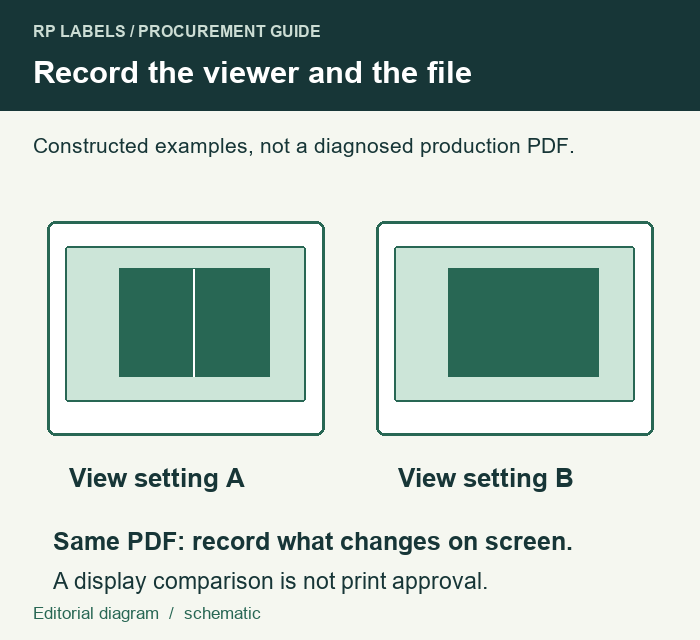 RP LABELS / PROCUREMENT GUIDE
Record the viewer and the file
Constructed examples, not a diagnosed production PDF.
View setting A
View setting B
Same PDF: record what changes on screen.
A display comparison is not print approval.
Editorial diagram / schematic